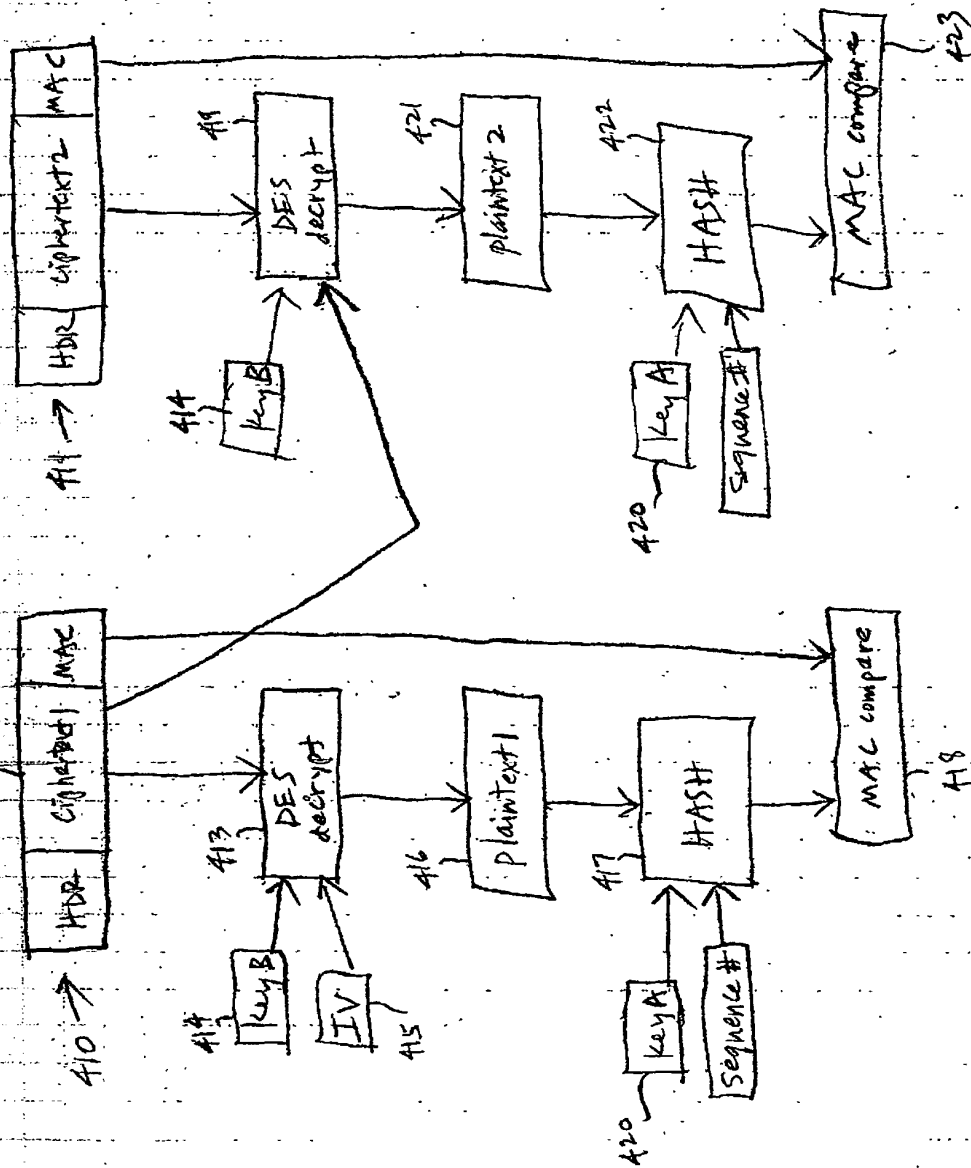 410
HDR
Ciphertext1
MAC
414
Key B
IV
415
413
DES
decrypt
416
plaintext1
420
Key A
Sequence #
417
HASH
MAC compare
418
411
HDR
Ciphertext2
MAC
414
Key B
419
DES
decrypt
421
plaintext2
420
Key A
Sequence #
422
HASH
MAC compare
423